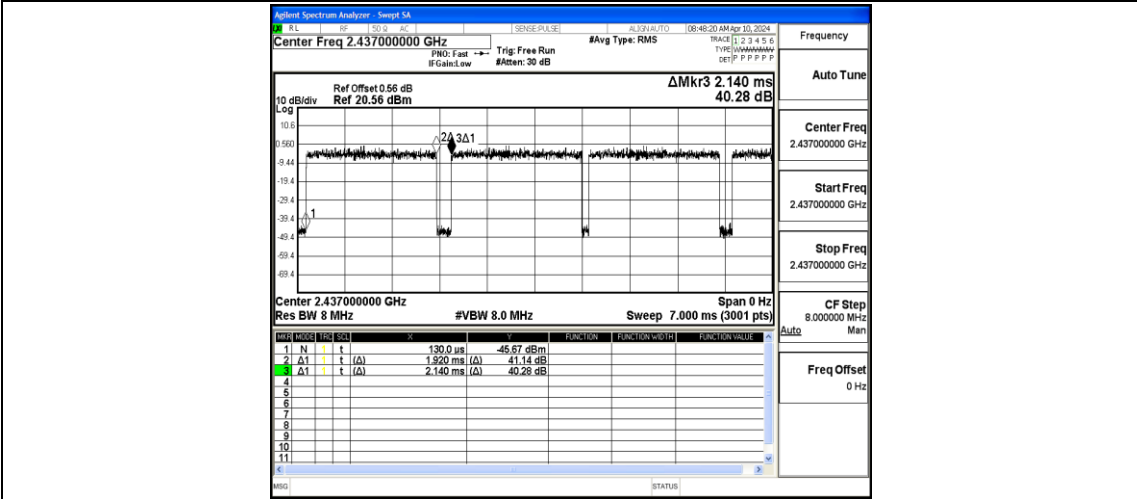 Agilent Spectrum Analyzer - Swept SA
RL RF 50 Ω AC SENSE:PULSE ALIGN AUTO 08:48:20 AM Apr 10, 2024
Center Freq 2.437000000 GHz
PNO: Fast
IFGain:Low
Trig: Free Run
#Atten: 30 dB
#Avg Type: RMS
TRACE 1 2 3 4 5 6
TYPE
DET P P P P P P
Frequency
ΔMkr3 2.140 ms
40.28 dB
Ref Offset 0.56 dB
10 dB/div Ref 20.56 dBm
Log
10.6
0.560
-9.44
-19.4
-29.4
-39.4
-49.4
-59.4
-69.4
1
2Δ 3Δ1
Center 2.437000000 GHz Span 0 Hz
Res BW 8 MHz #VBW 8.0 MHz Sweep 7.000 ms (3001 pts)
MKR MODE TRC SCL X Y FUNCTION FUNCTION WIDTH FUNCTION VALUE
1 N 1 t 130.0 us -45.67 dBm
2 Δ1 1 t (Δ) 1.920 ms (Δ) 41.14 dB
3 Δ1 1 t (Δ) 2.140 ms (Δ) 40.28 dB
4
5
6
7
8
9
10
11
MSG STATUS
Auto Tune
Center Freq
2.437000000 GHz
Start Freq
2.437000000 GHz
Stop Freq
2.437000000 GHz
CF Step
8.000000 MHz
Auto Man
Freq Offset
0 Hz